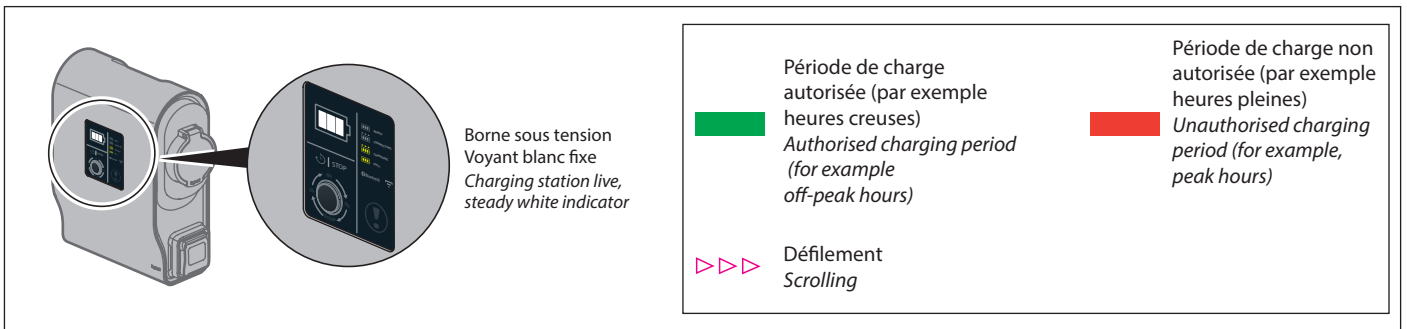 STOP
Bluetooth
Borne sous tension
Voyant blanc fixe
Charging station live,
steady white indicator
Période de charge
autorisée (par exemple
heures creuses)
Authorised charging period
(for example
off-peak hours)
Période de charge non
autorisée (par exemple
heures pleines)
Unauthorised charging
period (for example,
peak hours)
Défilement
Scrolling